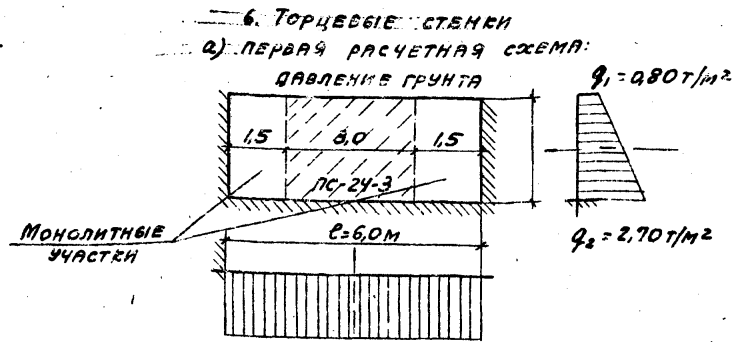 6. ТОРЦЕВЫЕ СТЕНКИ
а) ПЕРВАЯ РАСЧЕТНАЯ СХЕМА:
ДАВЛЕНИЕ ГРУНТА
q₁ = 0,80 т/м²
1,5 3,0 1,5
ПС-24-3
МОНОЛИТНЫЕ
УЧАСТКИ
ℓ=6,0м
q₂ = 2,70 т/м²